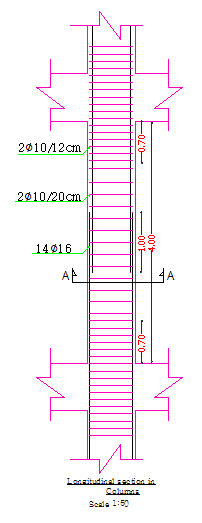 2Ø10/12cm
0.70
2Ø10/20cm
1.00
4.00
14Ø16
A
A
0.70
Longitudinal section in
Columns
Scale 1:50